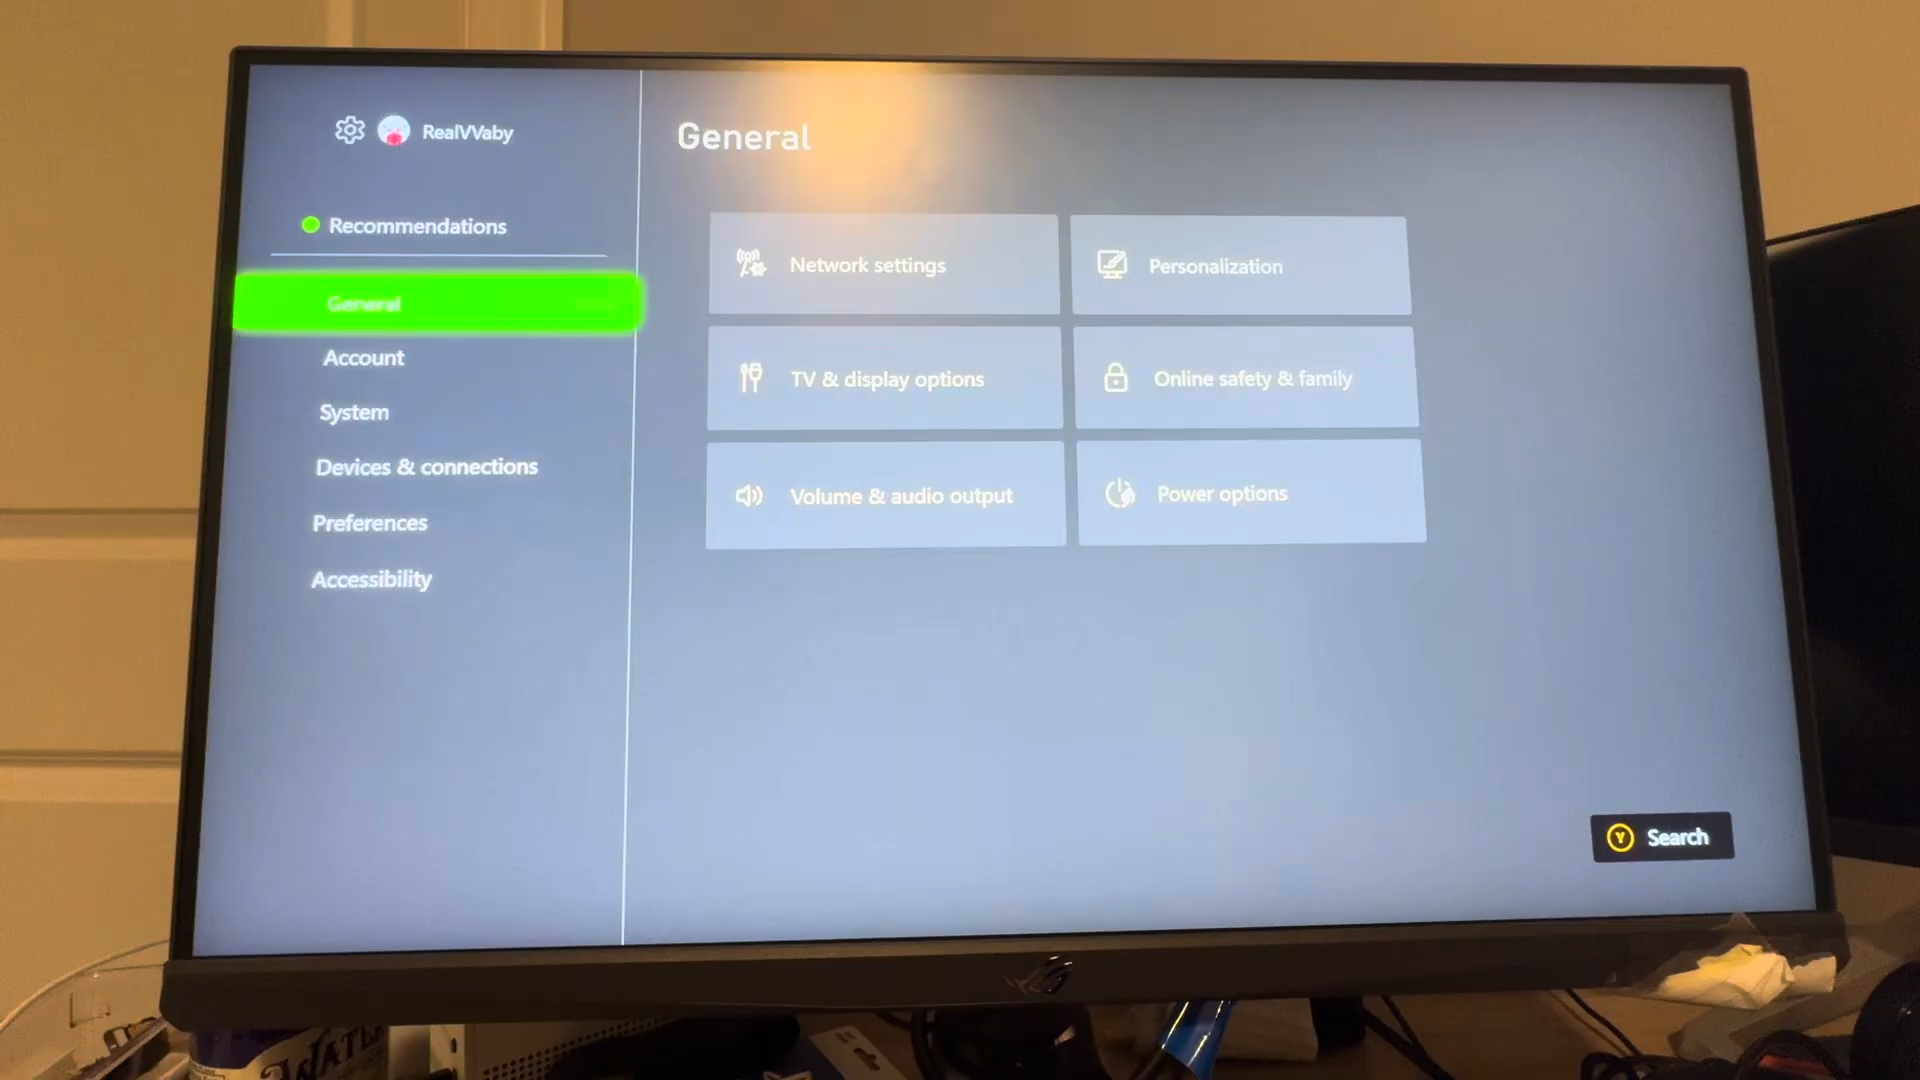 RealVVaby
General
Recommendations
General
Account
System
Devices & connections
Preferences
Accessibility
Network settings
Personalization
TV & display options
Online safety & family
Volume & audio output
Power options
Y Search